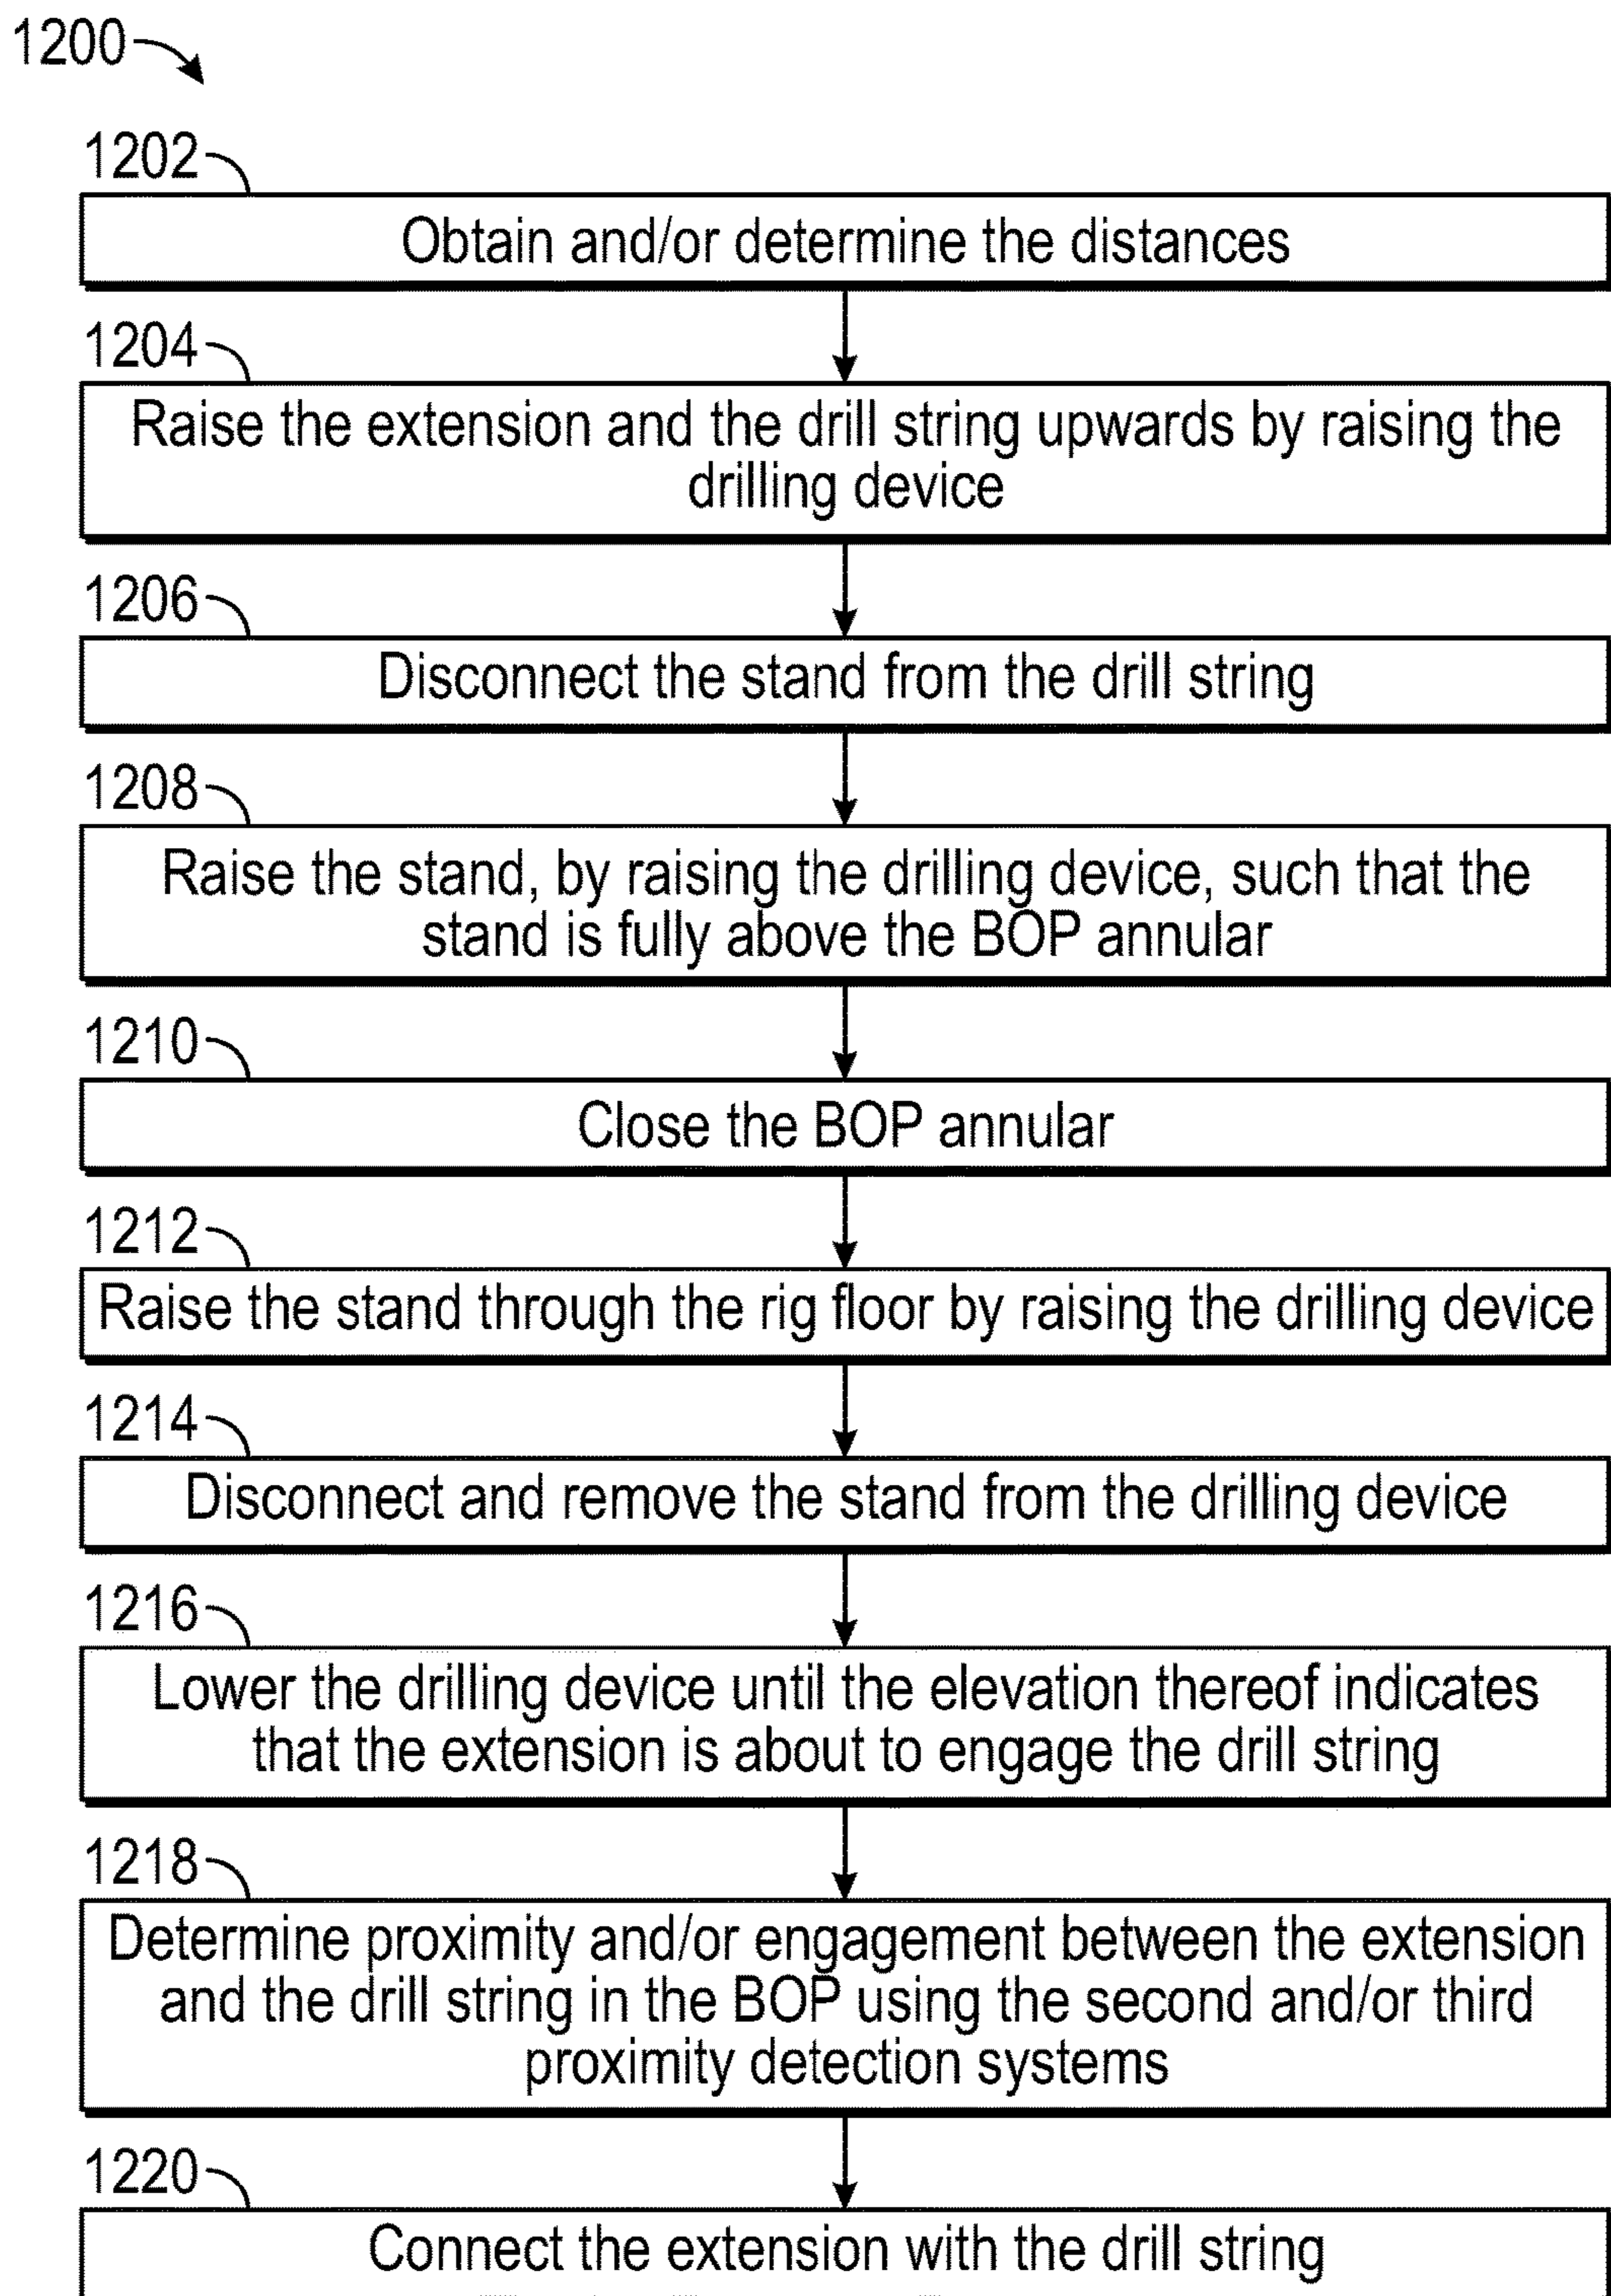 1200
1202
Obtain and/or determine the distances
1204
Raise the extension and the drill string upwards by raising the
drilling device
1206
Disconnect the stand from the drill string
1208
Raise the stand, by raising the drilling device, such that the
stand is fully above the BOP annular
1210
Close the BOP annular
1212
Raise the stand through the rig floor by raising the drilling device
1214
Disconnect and remove the stand from the drilling device
1216
Lower the drilling device until the elevation thereof indicates
that the extension is about to engage the drill string
1218
Determine proximity and/or engagement between the extension
and the drill string in the BOP using the second and/or third
proximity detection systems
1220
Connect the extension with the drill string